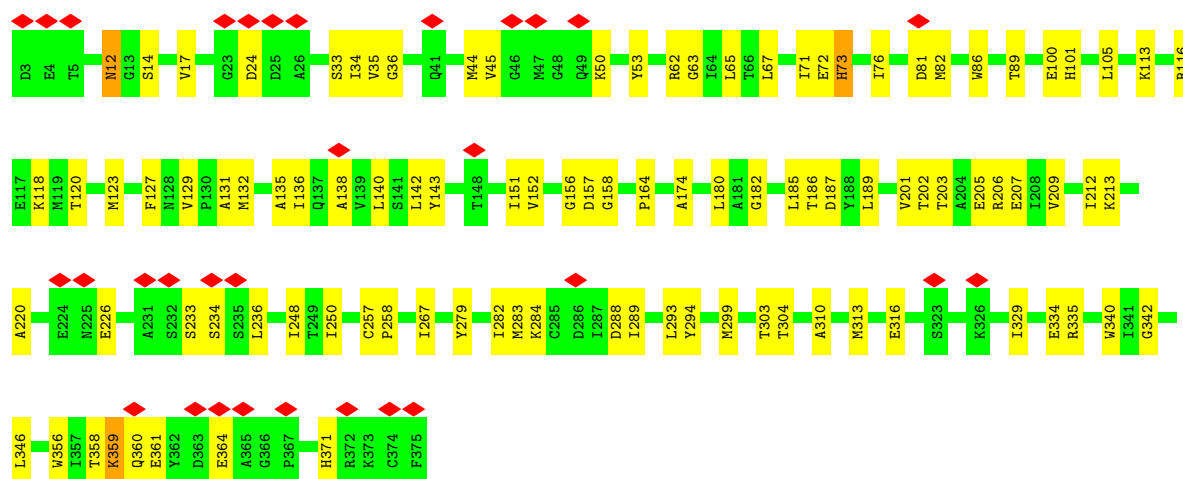 D3 E4 T5 N12 G13 S14 V17 G23 D24 D25 A26 S33 I34 V35 G36 Q41 M44 V45 G46 M47 G48 Q49 K50 Y53 R62 G63 I64 L65 T66 L67 I71 E72 H73 I76 D81 M82 W86 T89 E100 H101 L105 K113 R116
E117 K118 M119 T120 M123 F127 N128 V129 P130 A131 M132 A135 I136 Q137 A138 V139 L140 S141 L142 Y143 T148 I151 V152 G156 D157 G158 P164 A174 L180 A181 G182 L185 T186 D187 Y188 L189 V201 T202 T203 A204 E205 R206 E207 I208 V209 I212 K213
A220 E224 N225 E226 A231 S232 S233 S234 S235 L236 I248 T249 I250 C257 P258 I267 Y279 I282 M283 K284 C285 D286 I287 D288 I289 L293 Y294 M299 T303 T304 A310 M313 E316 S323 K326 I329 E334 R335 W340 I341 G342
L346 W356 I357 T358 K359 Q360 E361 Y362 D363 E364 A365 G366 P367 H371 R372 K373 C374 F375